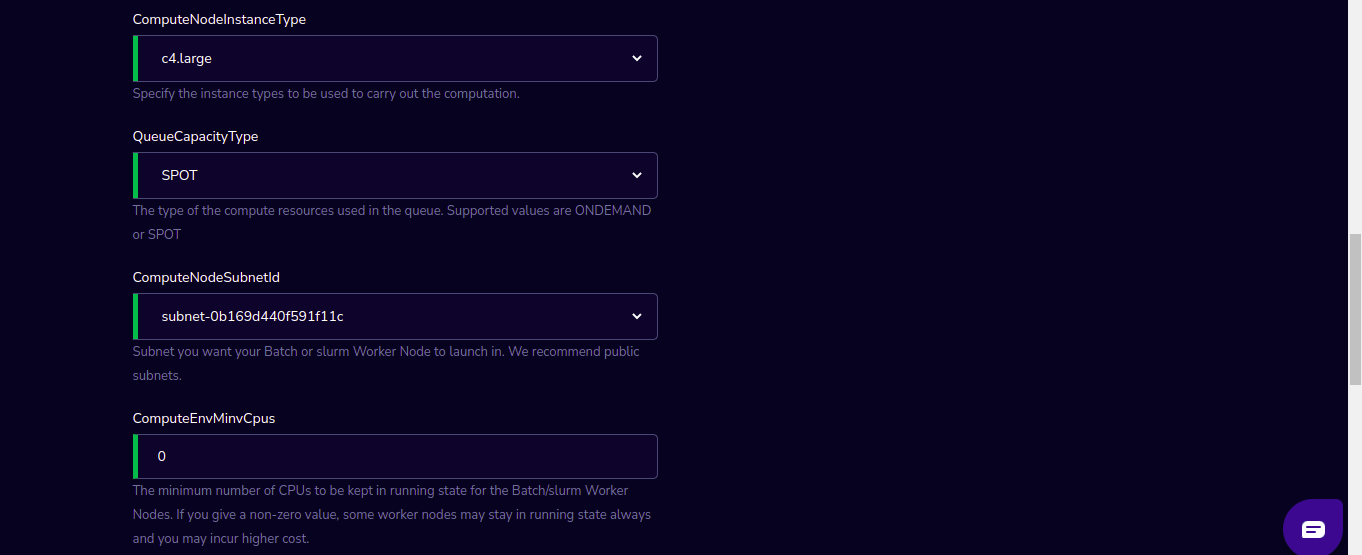 ComputeNodeInstanceType
c4.large
Specify the instance types to be used to carry out the computation.
QueueCapacityType
SPOT
The type of the compute resources used in the queue. Supported values are ONDEMAND
or SPOT
ComputeNodeSubnetId
subnet-0b169d440f591f11c
Subnet you want your Batch or slurm Worker Node to launch in. We recommend public
subnets.
ComputeEnvMinvCpus
0
The minimum number of CPUs to be kept in running state for the Batch/slurm Worker
Nodes. If you give a non-zero value, some worker nodes may stay in running state always
and you may incur higher cost.